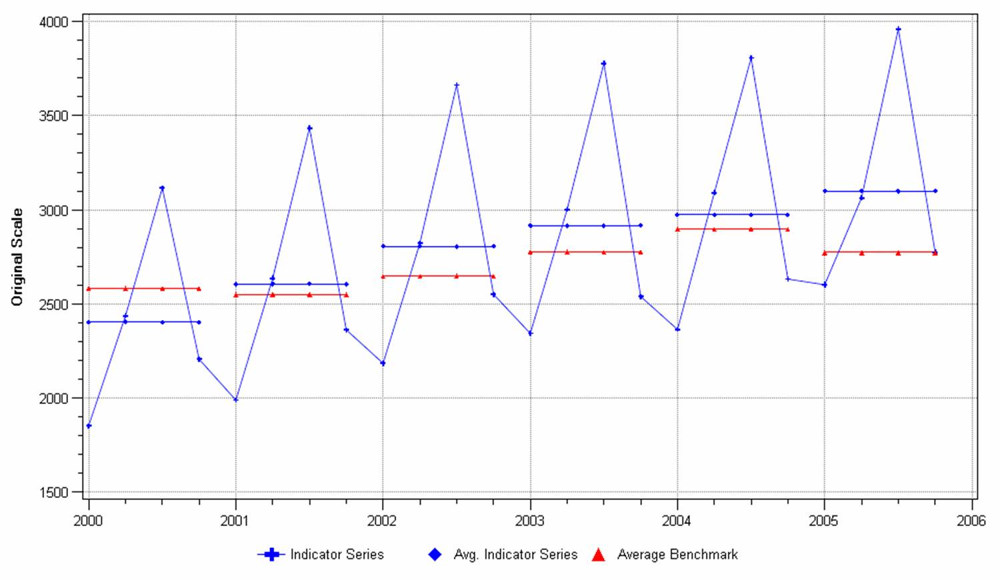 4000
3500
3000
2500
2000
1500
Original Scale
2000 2001 2002 2003 2004 2005 2006
Indicator Series Avg. Indicator Series Average Benchmark